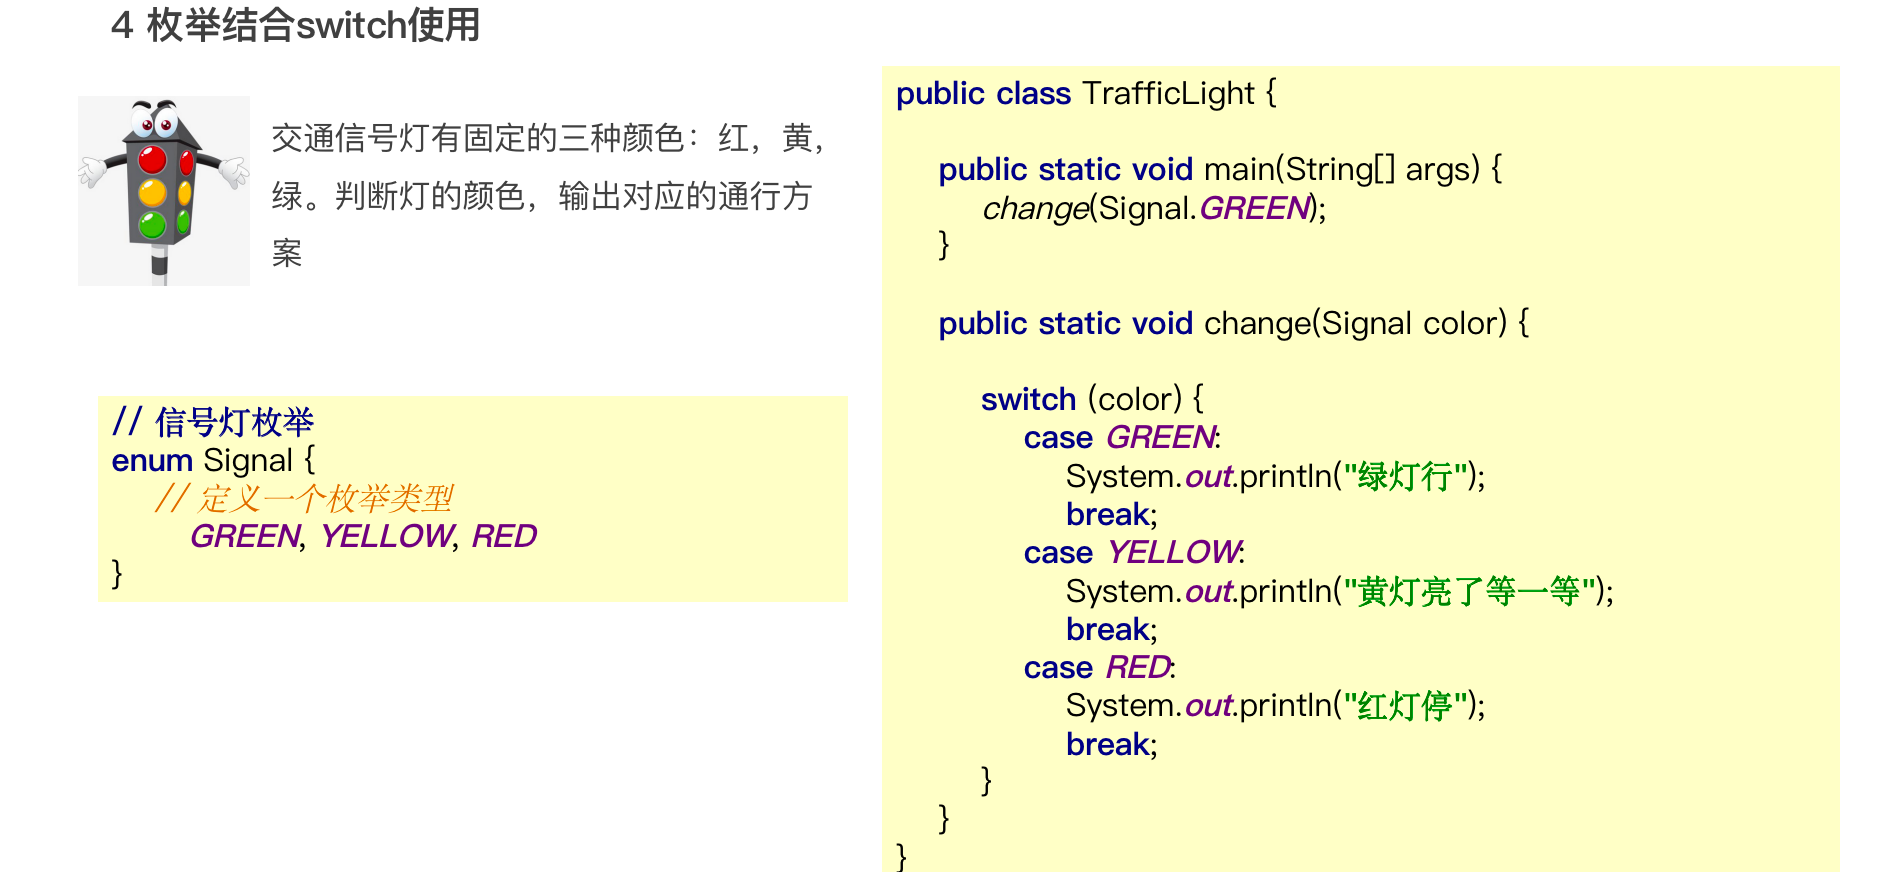 4 枚举结合switch使用
交通信号灯有固定的三种颜色：红，黄，
绿。判断灯的颜色，输出对应的通行方
案
// 信号灯枚举
enum Signal {
// 定义一个枚举类型
GREEN, YELLOW, RED
}
public class TrafficLight {
public static void main(String[] args) {
change(Signal.GREEN);
}
public static void change(Signal color) {
switch (color) {
case GREEN:
System.out.println("绿灯行");
break;
case YELLOW:
System.out.println("黄灯亮了等一等");
break;
case RED:
System.out.println("红灯停");
break;
}
}
}